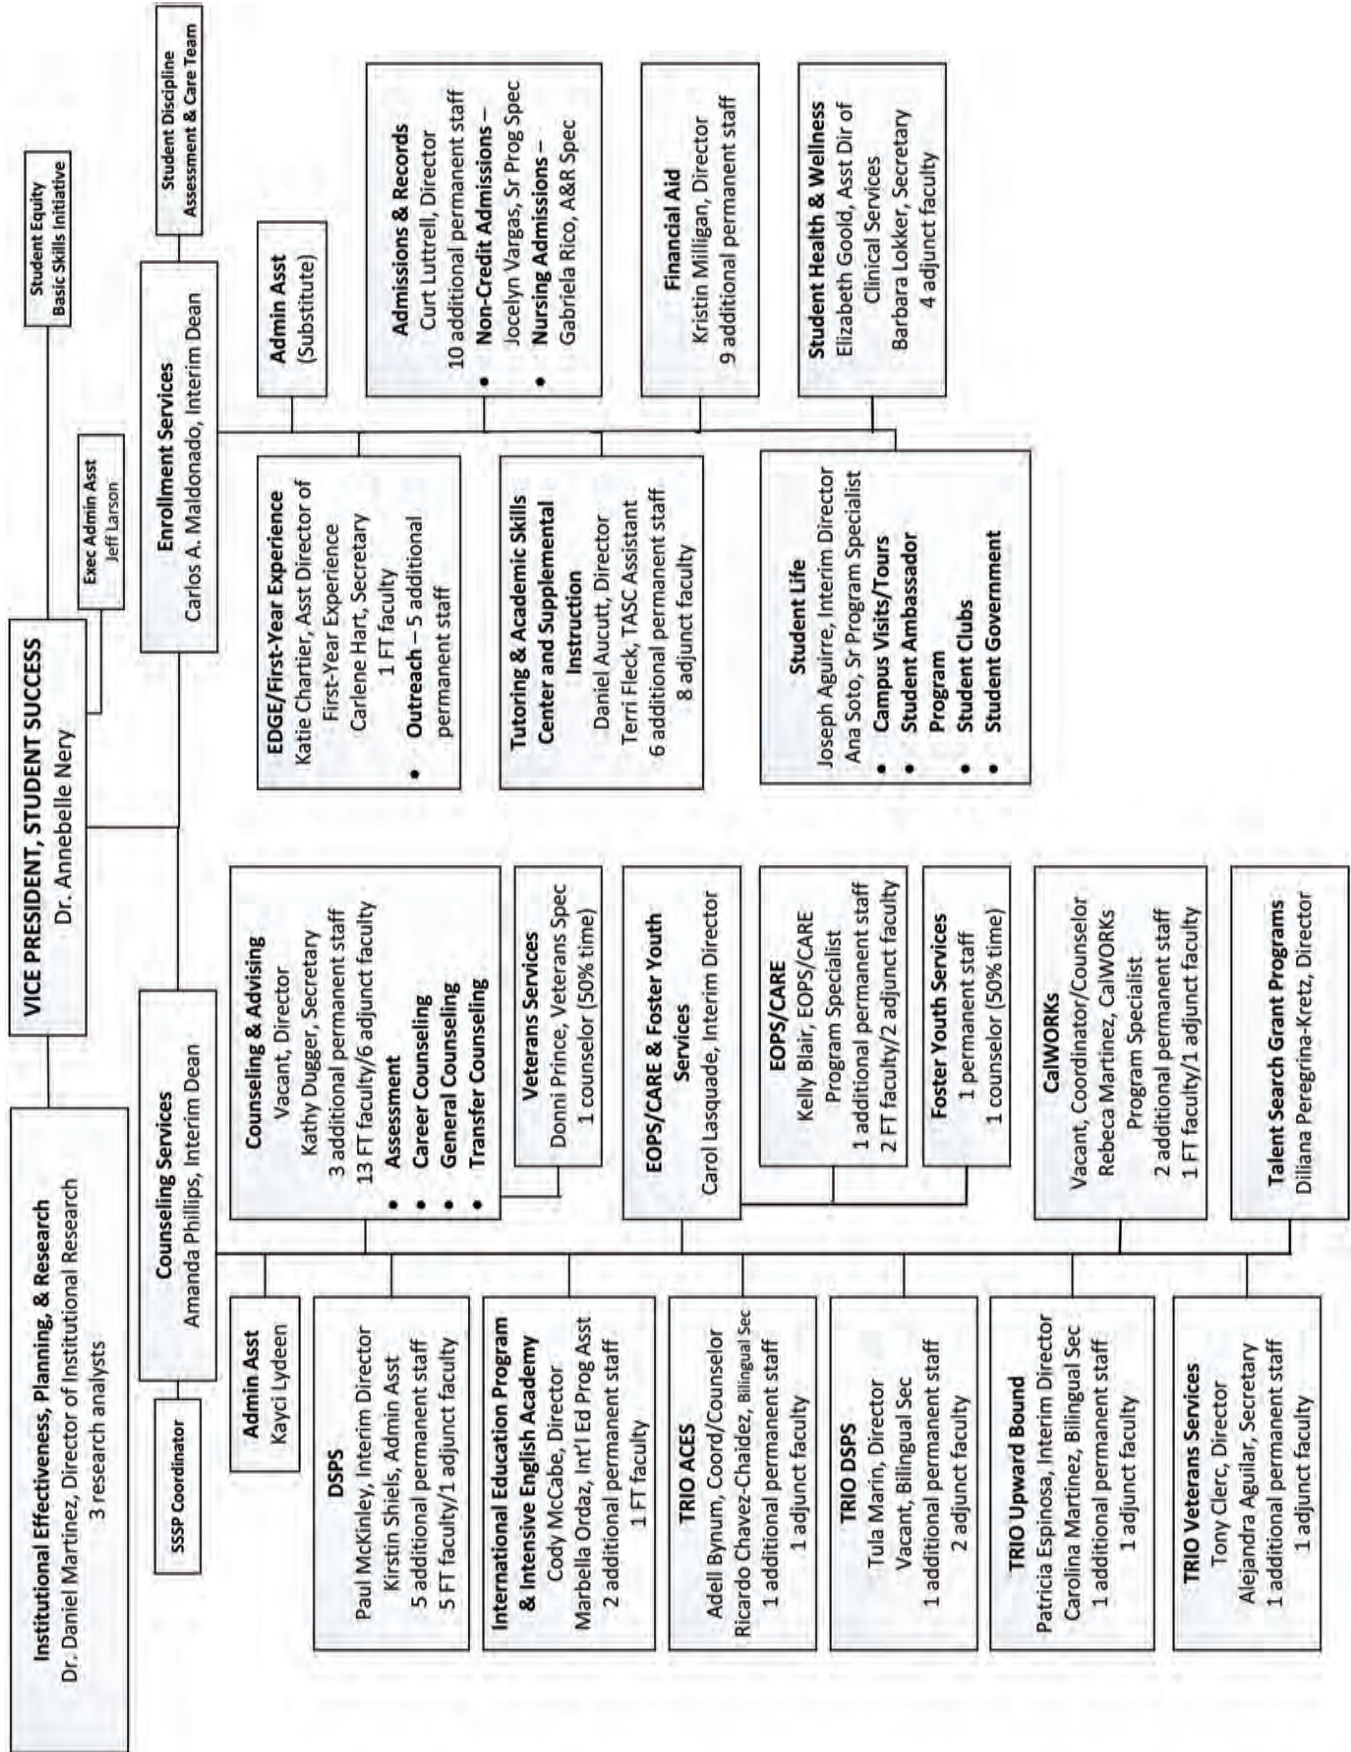 VICE PRESIDENT, STUDENT SUCCESS
Dr. Annebelle Nery
Institutional Effectiveness, Planning, & Research
Dr. Daniel Martinez, Director of Institutional Research
3 research analysts
Student Equity
Basic Skills Initiative
Exec Admin Asst
Jeff Larson
SSSP Coordinator
Counseling Services
Amanda Phillips, Interim Dean
Enrollment Services
Carlos A. Maldonado, Interim Dean
Student Discipline
Assessment & Care Team
Admin Asst
Kayci Lydeen
DSPS
Paul McKinley, Interim Director
Kirstin Shiels, Admin Asst
5 additional permanent staff
5 FT faculty/1 adjunct faculty
International Education Program
& Intensive English Academy
Cody McCabe, Director
Marbella Ordaz, Int'l Ed Prog Asst
2 additional permanent staff
1 FT faculty
TRIO ACES
Adell Bynum, Coord/Counselor
Ricardo Chavez-Chaidez, Bilingual Sec
1 additional permanent staff
1 adjunct faculty
TRIO DSPS
Tula Marin, Director
Vacant, Bilingual Sec
1 additional permanent staff
2 adjunct faculty
TRIO Upward Bound
Patricia Espinosa, Interim Director
Carolina Martinez, Bilingual Sec
1 additional permanent staff
1 adjunct faculty
TRIO Veterans Services
Tony Clerc, Director
Alejandra Aguilar, Secretary
1 additional permanent staff
1 adjunct faculty
Counseling & Advising
Vacant, Director
Kathy Dugger, Secretary
3 additional permanent staff
13 FT faculty/6 adjunct faculty
• Assessment
• Career Counseling
• General Counseling
• Transfer Counseling
Veterans Services
Donni Prince, Veterans Spec
1 counselor (50% time)
EOPS/CARE & Foster Youth
Services
Carol Lasquade, Interim Director
EOPS/CARE
Kelly Blair, EOPS/CARE
Program Specialist
1 additional permanent staff
2 FT faculty/2 adjunct faculty
Foster Youth Services
1 permanent staff
1 counselor (50% time)
CalWORKs
Vacant, Coordinator/Counselor
Rebeca Martinez, CalWORKs
Program Specialist
2 additional permanent staff
1 FT faculty/1 adjunct faculty
Talent Search Grant Programs
Diliana Peregrina-Kretz, Director
EDGE/First-Year Experience
Katie Chartier, Asst Director of
First-Year Experience
Carlene Hart, Secretary
1 FT faculty
• Outreach – 5 additional
permanent staff
Tutoring & Academic Skills
Center and Supplemental
Instruction
Daniel Aucutt, Director
Terri Fleck, TASC Assistant
6 additional permanent staff
8 adjunct faculty
Student Life
Joseph Aguirre, Interim Director
Ana Soto, Sr Program Specialist
• Campus Visits/Tours
• Student Ambassador
Program
• Student Clubs
• Student Government
Admin Asst
(Substitute)
Admissions & Records
Curt Luttrell, Director
10 additional permanent staff
• Non-Credit Admissions –
Jocelyn Vargas, Sr Prog Spec
• Nursing Admissions –
Gabriela Rico, A&R Spec
Financial Aid
Kristin Milligan, Director
9 additional permanent staff
Student Health & Wellness
Elizabeth Goold, Asst Dir of
Clinical Services
Barbara Lokker, Secretary
4 adjunct faculty